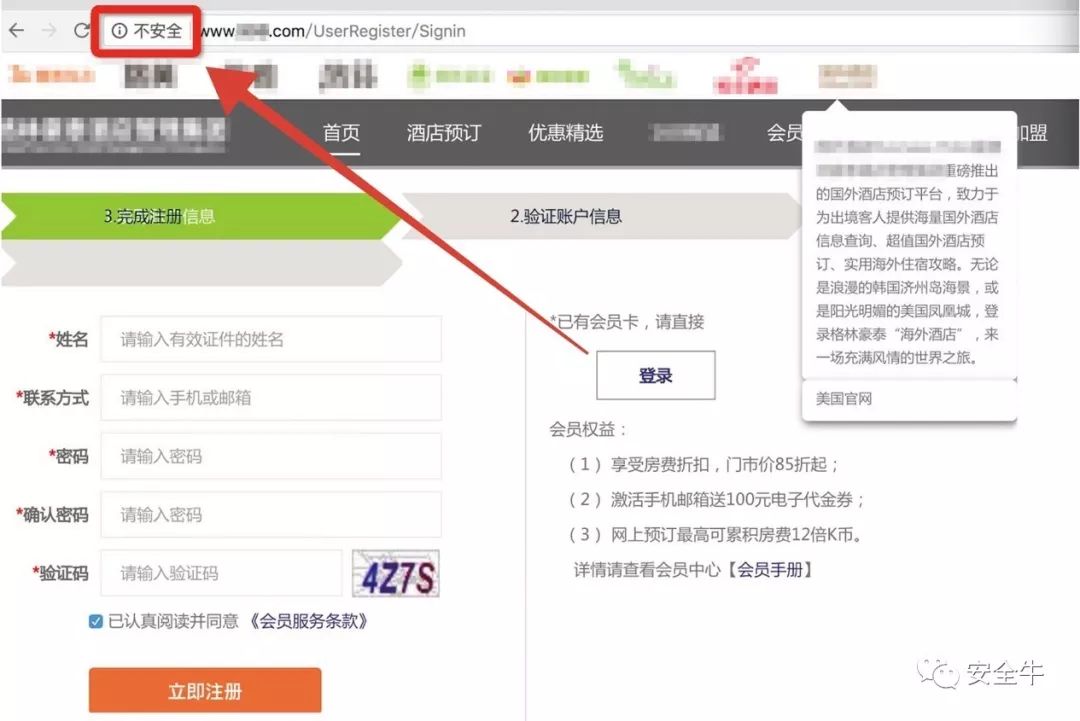 不安全 www. .com/UserRegister/Signin
首页 酒店预订 优惠精选 会员 加盟
重磅推出
的国外酒店预订平台，致力于
为出境客人提供海量国外酒店
信息查询、超值国外酒店预
订、实用海外住宿攻略。无论
是浪漫的韩国济州岛海景，或
是阳光明媚的美国凤凰城，登
录格林豪泰“海外酒店”，来
一场充满风情的世界之旅。
美国官网
3.完成注册信息
2.验证账户信息
*姓名 请输入有效证件的姓名
*联系方式 请输入手机或邮箱
*密码 请输入密码
*确认密码 请输入密码
*验证码 请输入验证码 4Z7S
已认真阅读并同意 《会员服务条款》
立即注册
*已有会员卡，请直接
登录
会员权益：
（1）享受房费折扣，门市价85折起；
（2）激活手机邮箱送100元电子代金券；
（3）网上预订最高可累积房费12倍K币。
详情请查看会员中心【会员手册】
安全牛